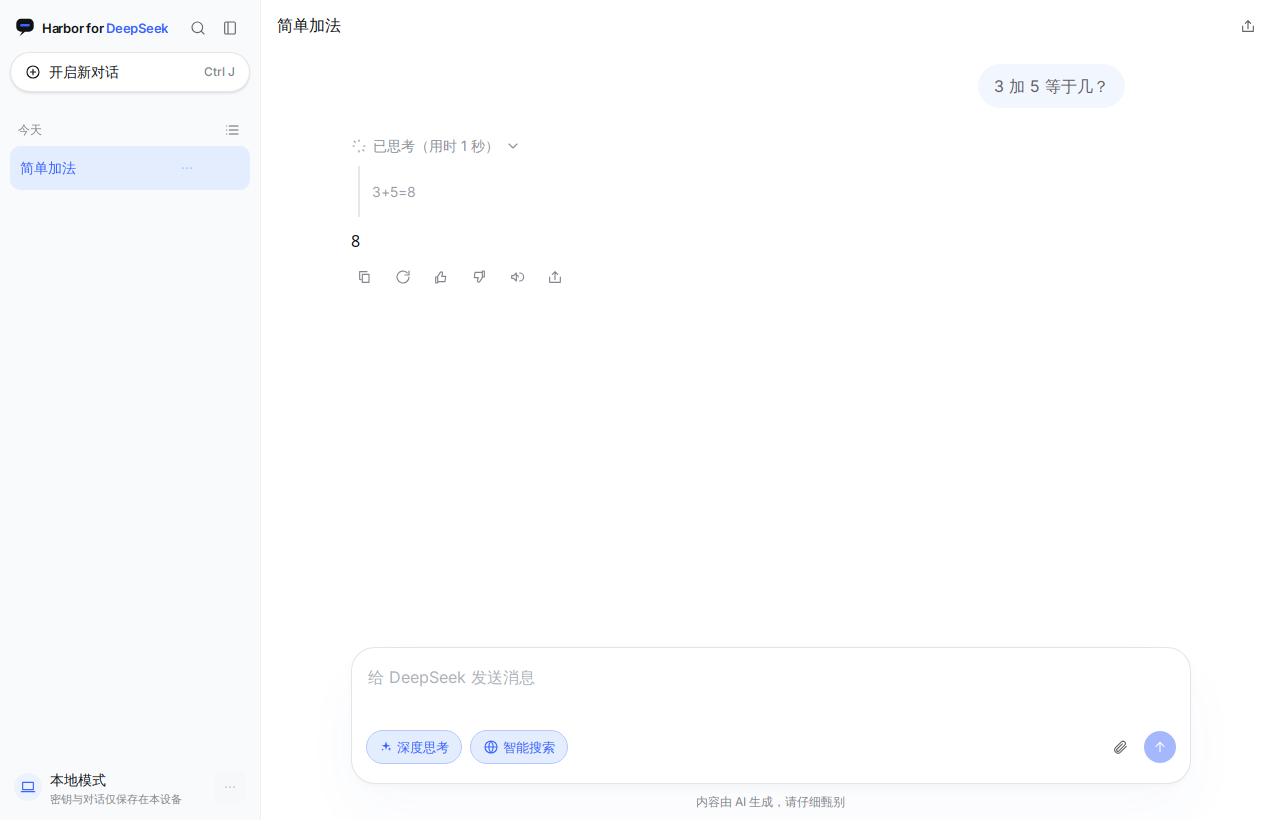 Harbor for DeepSeek
开启新对话 Ctrl J
今天
简单加法
本地模式
密钥与对话仅保存在本设备
简单加法
3 加 5 等于几？
已思考（用时 1 秒）
3+5=8
8
给 DeepSeek 发送消息
深度思考 智能搜索
内容由 AI 生成，请仔细甄别